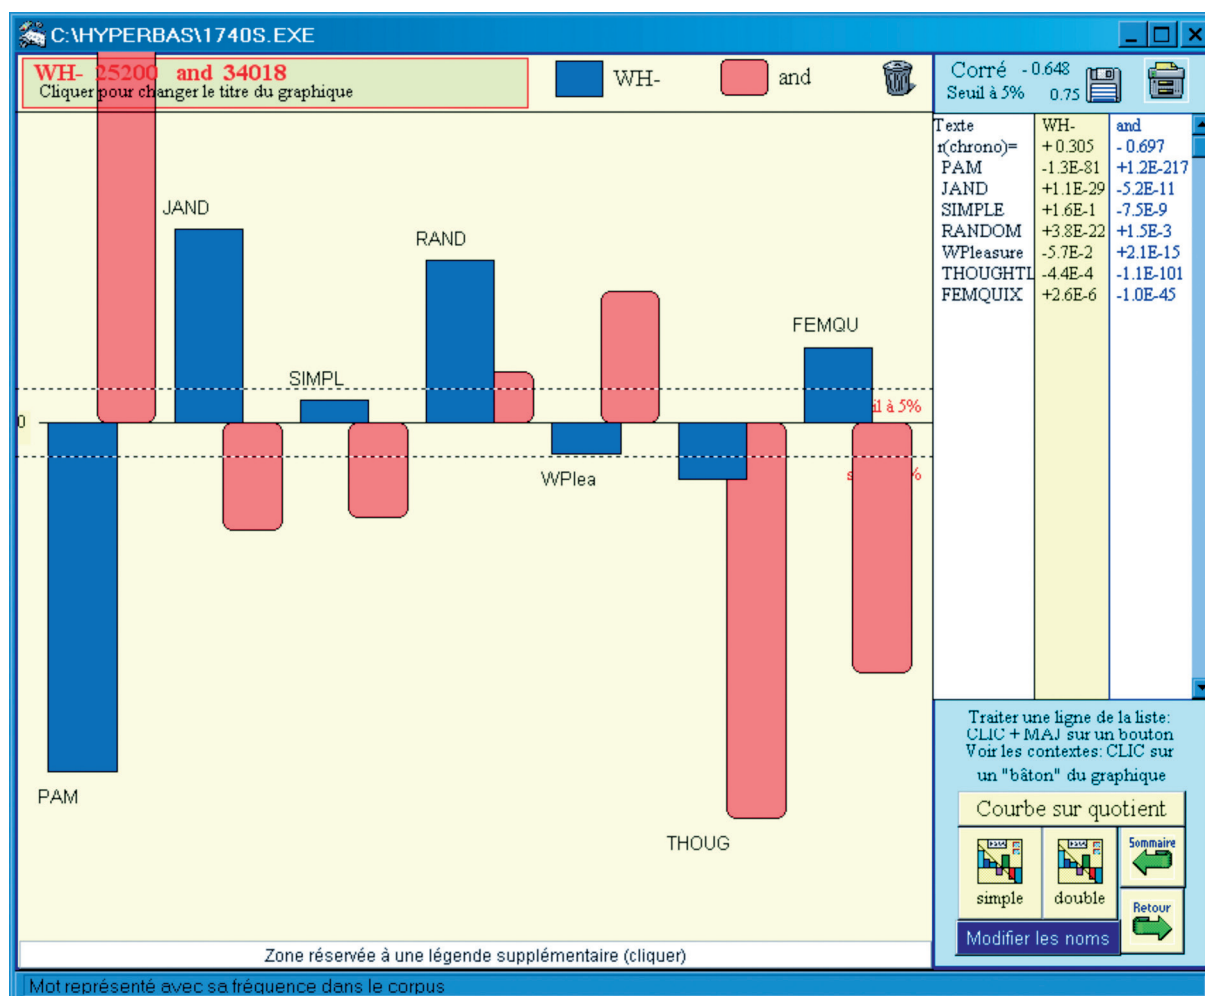 C:\HYPERBAS\1740S.EXE
WH- 25200 and 34018
Cliquer pour changer le titre du graphique
WH-
and
Corré - 0.648
Seuil à 5% 0.75
Texte WH- and
r(chrono)= + 0.305 - 0.697
PAM -1.3E-81 +1.2E-217
JAND +1.1E-29 -5.2E-11
SIMPLE +1.6E-1 -7.5E-9
RANDOM +3.8E-22 +1.5E-3
WPleasure -5.7E-2 +2.1E-15
THOUGHTL -4.4E-4 -1.1E-101
FEMQUIX +2.6E-6 -1.0E-45
JAND
RAND
FEMQU
SIMPL
il à 5%
0
WPlea
s %
PAM
THOUG
Traiter une ligne de la liste:
CLIC + MAJ sur un bouton
Voir les contextes: CLIC sur
un "bâton" du graphique
Courbe sur quotient
simple
double
Sommaire
Retour
Modifier les noms
Zone réservée à une légende supplémentaire (cliquer)
Mot représenté avec sa fréquence dans le corpus